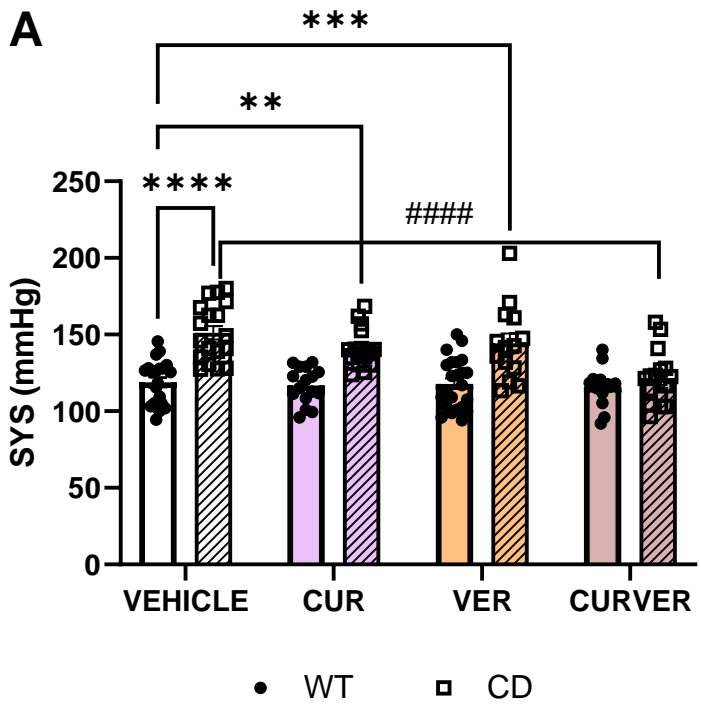 A
***
**
****
####
250
200
150
100
50
0
SYS (mmHg)
VEHICLE CUR VER CURVER
WT CD